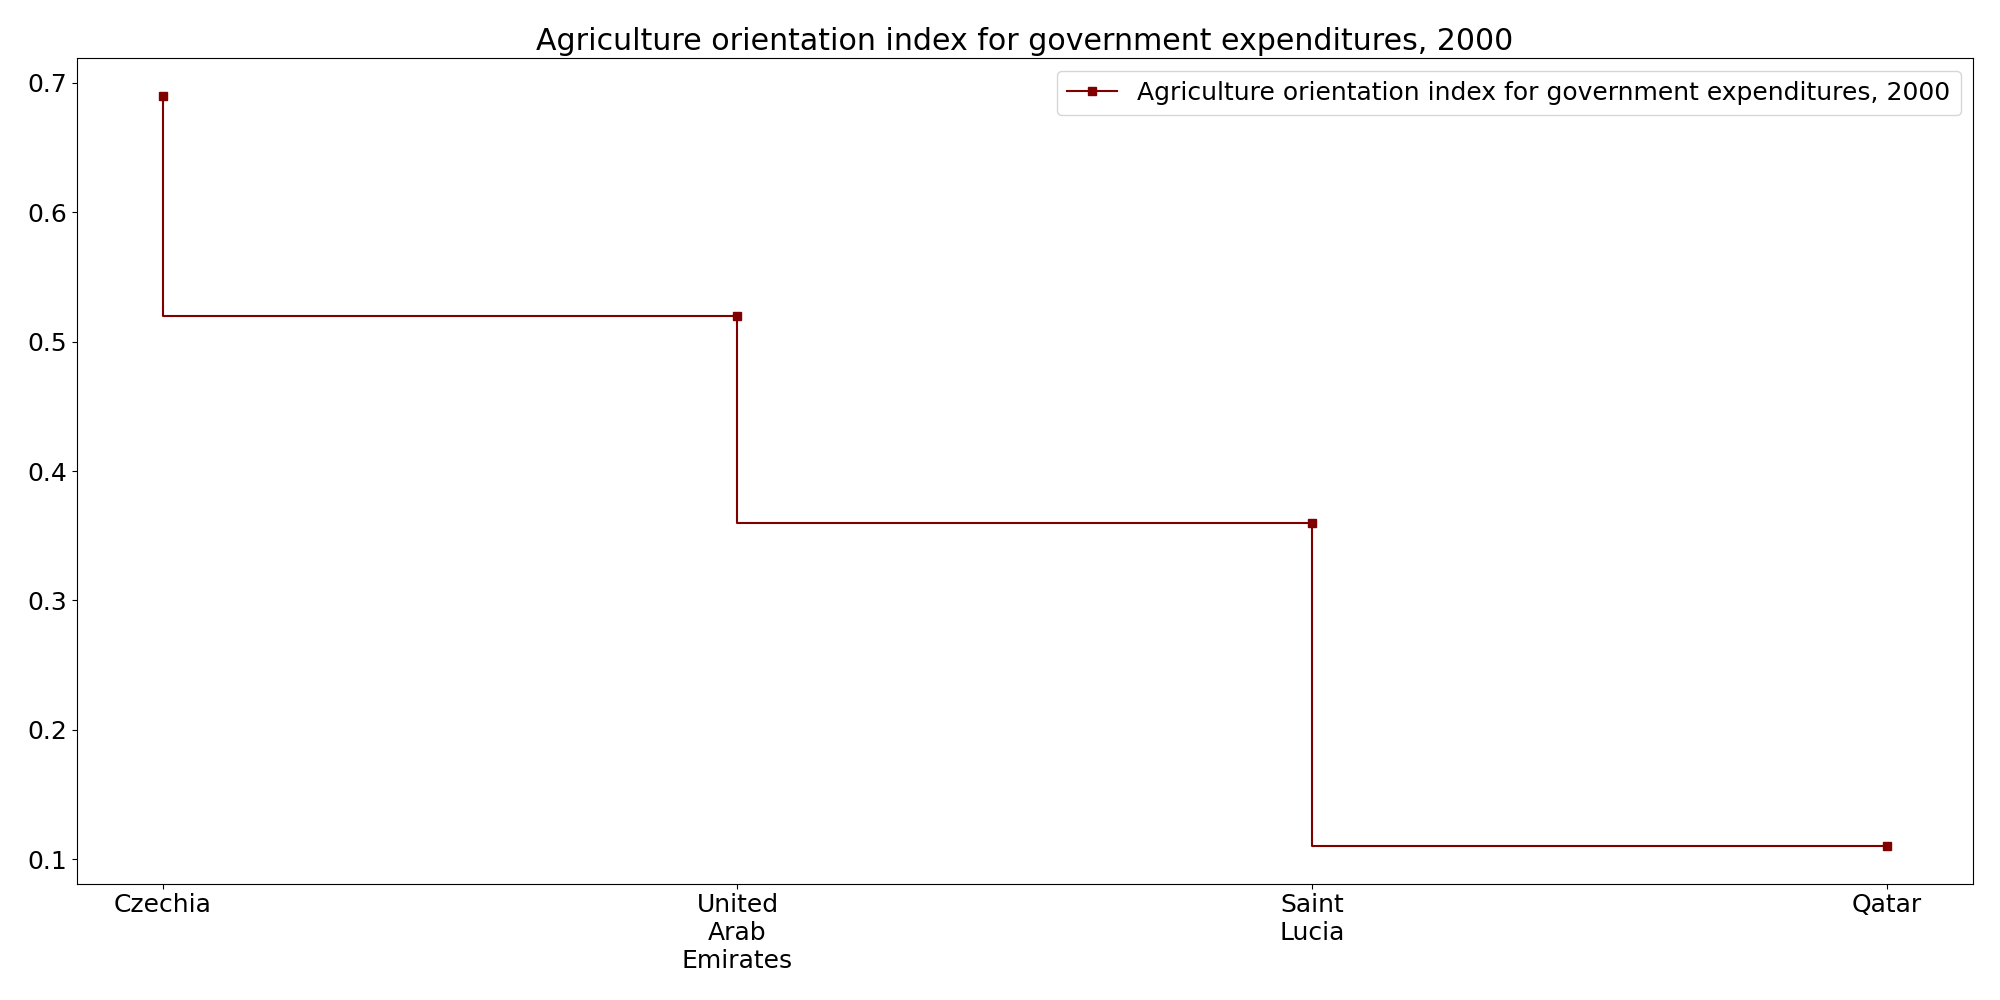 Agriculture orientation index for government expenditures, 2000
Agriculture orientation index for government expenditures, 2000
0.7
0.6
0.5
0.4
0.3
0.2
0.1
Czechia
United
Arab
Emirates
Saint
Lucia
Qatar